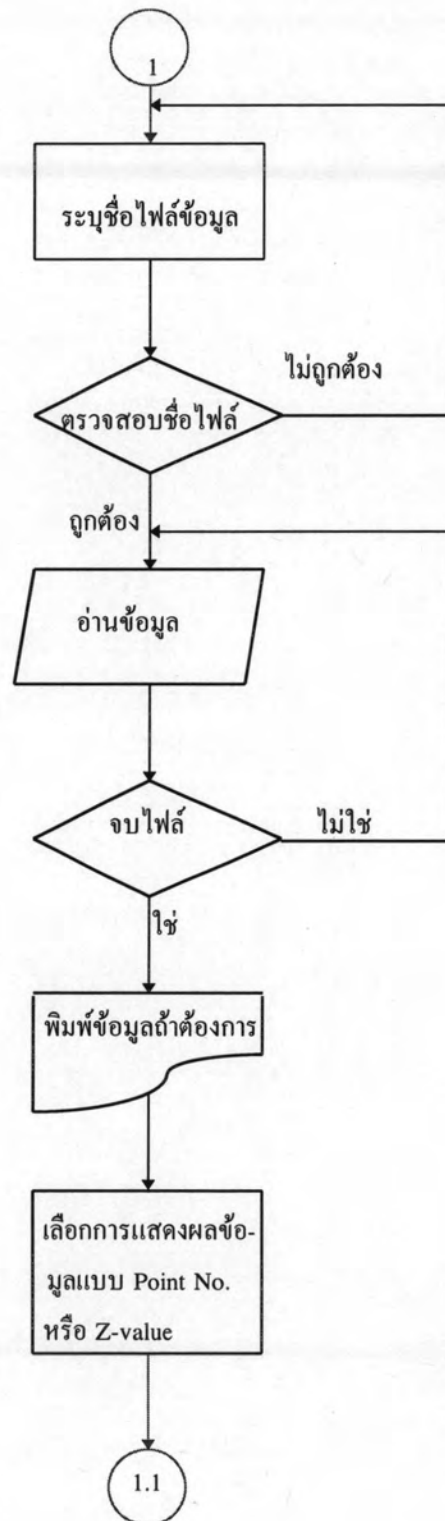 1
ระบุชื่อไฟล์ข้อมูล
ไม่ถูกต้อง
ตรวจสอบชื่อไฟล์
ถูกต้อง
อ่านข้อมูล
จบไฟล์
ไม่ใช่
ใช่
พิมพ์ข้อมูลถ้าต้องการ
เลือกการแสดงผลข้อ-
มูลแบบ Point No.
หรือ Z-value
1.1